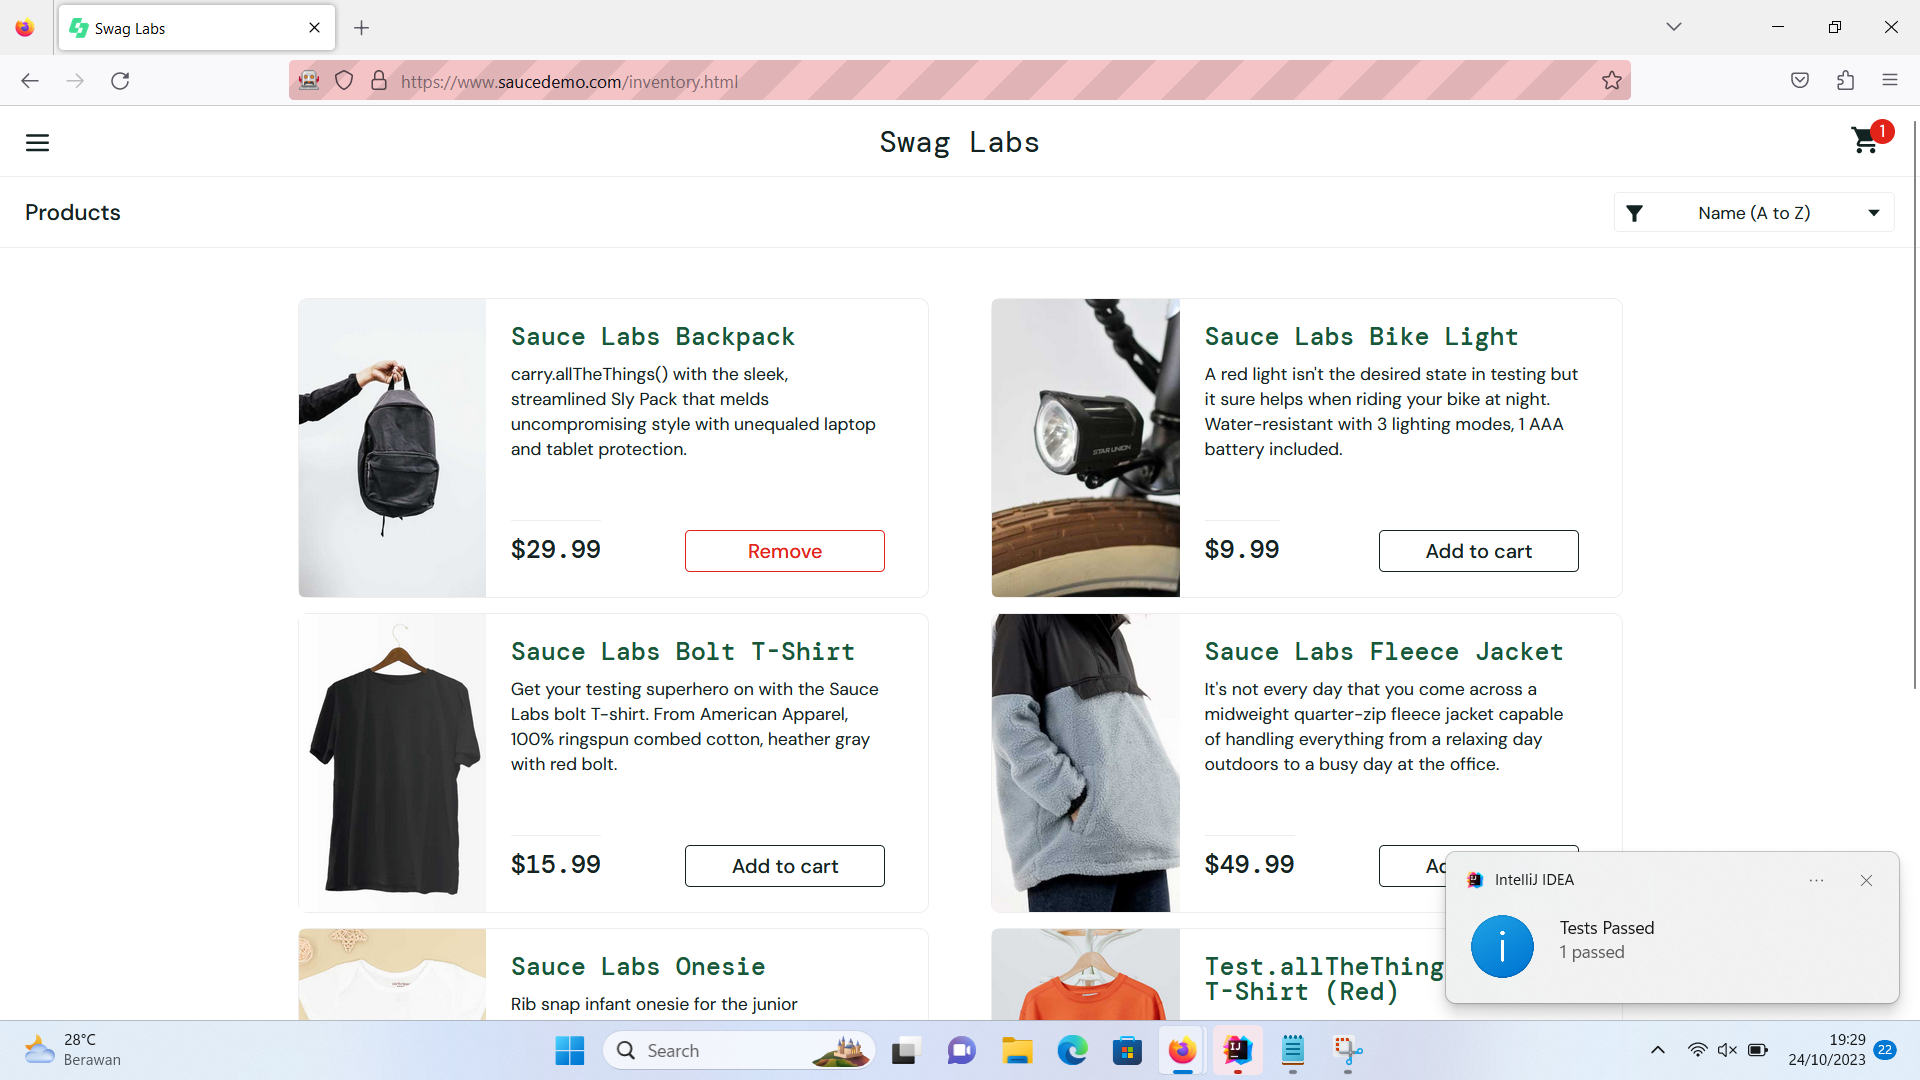 Swag Labs
https://www.saucedemo.com/inventory.html
Swag Labs
1
Products
Name (A to Z)
Sauce Labs Backpack
carry.allTheThings() with the sleek,
streamlined Sly Pack that melds
uncompromising style with unequaled laptop
and tablet protection.
$29.99
Remove
Sauce Labs Bike Light
A red light isn't the desired state in testing but
it sure helps when riding your bike at night.
Water-resistant with 3 lighting modes, 1 AAA
battery included.
STAR UNION
$9.99
Add to cart
Sauce Labs Bolt T-Shirt
Get your testing superhero on with the Sauce
Labs bolt T-shirt. From American Apparel,
100% ringspun combed cotton, heather gray
with red bolt.
$15.99
Add to cart
Sauce Labs Fleece Jacket
It's not every day that you come across a
midweight quarter-zip fleece jacket capable
of handling everything from a relaxing day
outdoors to a busy day at the office.
$49.99
Ad
Sauce Labs Onesie
Rib snap infant onesie for the junior
Test.allTheThing
T-Shirt (Red)
IntelliJ IDEA
Tests Passed
1 passed
28°C
Berawan
Search
IJ
19:29
24/10/2023
22